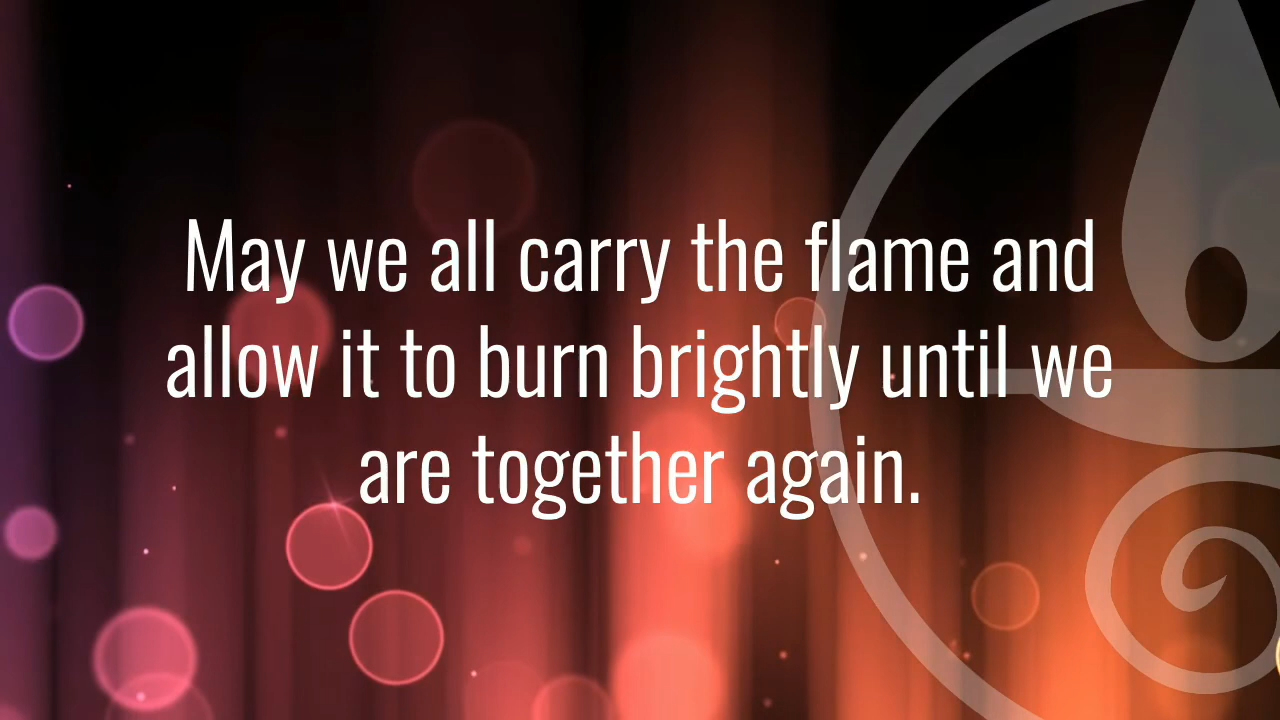 May we all carry the flame and
allow it to burn brightly until we
are together again.